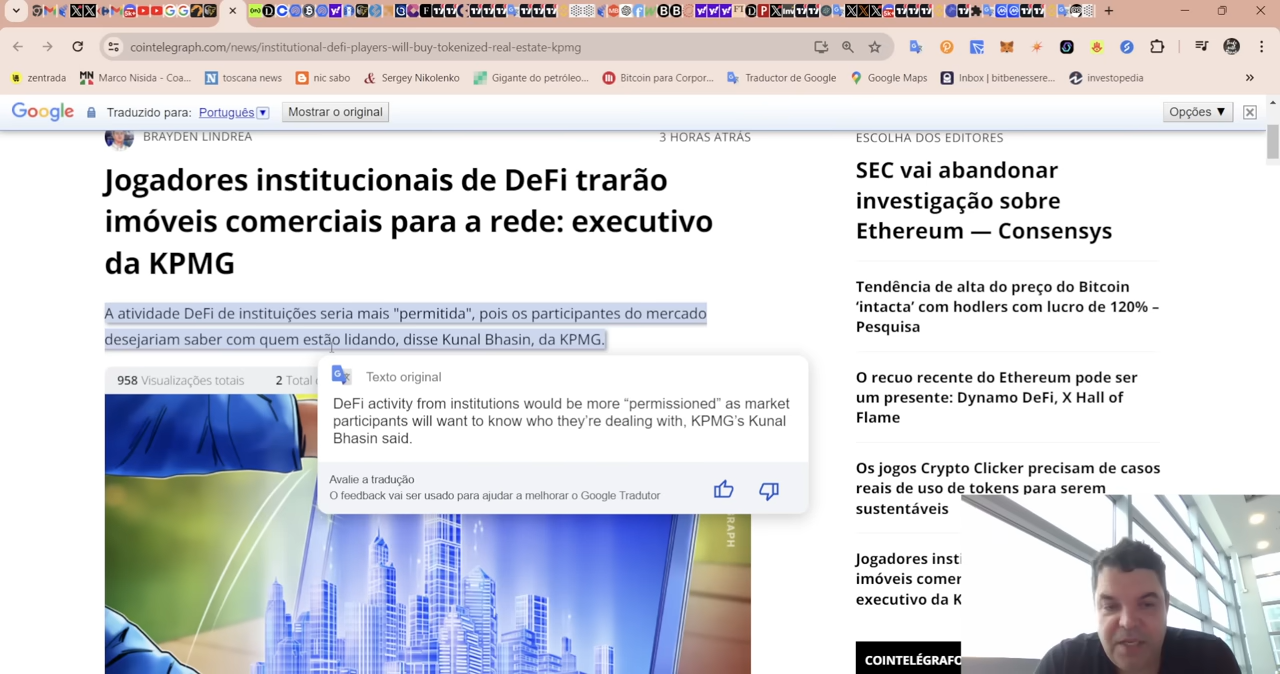 cointelegraph.com/news/institutional-defi-players-will-buy-tokenized-real-estate-kpmg
zentrada
Marco Nisida - Coa...
toscana news
nic sabo
Sergey Nikolenko
Gigante do petróleo...
Bitcoin para Corpor...
Traductor de Google
Google Maps
Inbox | bitbenessere...
investopedia
»
Google
Traduzido para:
Português
Mostrar o original
Opções ▼
BRAYDEN LINDREA
3 HORAS ATRÁS
Jogadores institucionais de DeFi trarão
imóveis comerciais para a rede: executivo
da KPMG
A atividade DeFi de instituições seria mais "permitida", pois os participantes do mercado
desejariam saber com quem estão lidando, disse Kunal Bhasin, da KPMG.
958 Visualizações totais
2 Total
Texto original
DeFi activity from institutions would be more “permissioned” as market
participants will want to know who they’re dealing with, KPMG’s Kunal
Bhasin said.
Avalie a tradução
O feedback vai ser usado para ajudar a melhorar o Google Tradutor
GRAPH
ESCOLHA DOS EDITORES
SEC vai abandonar
investigação sobre
Ethereum — Consensys
Tendência de alta do preço do Bitcoin
‘intacta’ com hodlers com lucro de 120% –
Pesquisa
O recuo recente do Ethereum pode ser
um presente: Dynamo DeFi, X Hall of
Flame
Os jogos Crypto Clicker precisam de casos
reais de uso de tokens para serem
sustentáveis
Jogadores insti
imóveis comer
executivo da K
COINTELÉGRAFO